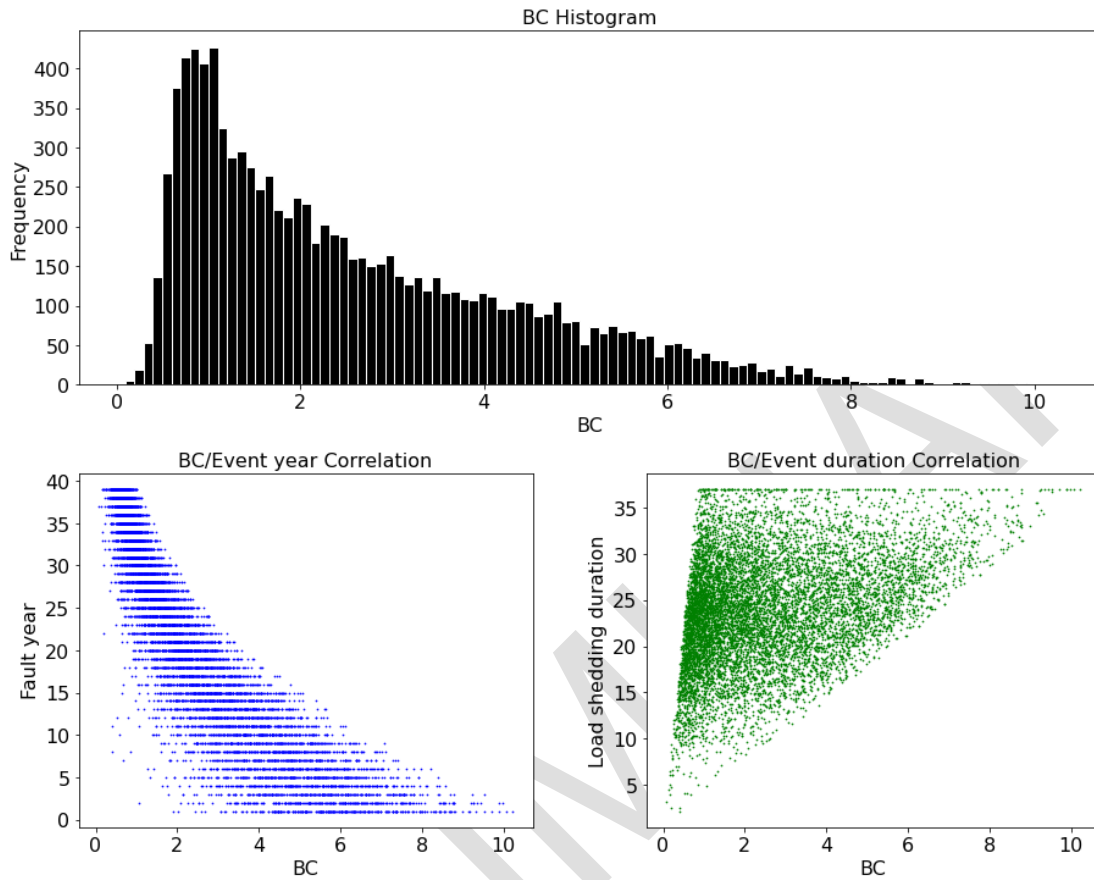 BC Histogram
Frequency
400
350
300
250
200
150
100
50
0
0 2 4 6 8 10
BC
BC/Event year Correlation
Fault year
40
35
30
25
20
15
10
5
0
0 2 4 6 8 10
BC
BC/Event duration Correlation
Load shedding duration
35
30
25
20
15
10
5
0 2 4 6 8 10
BC